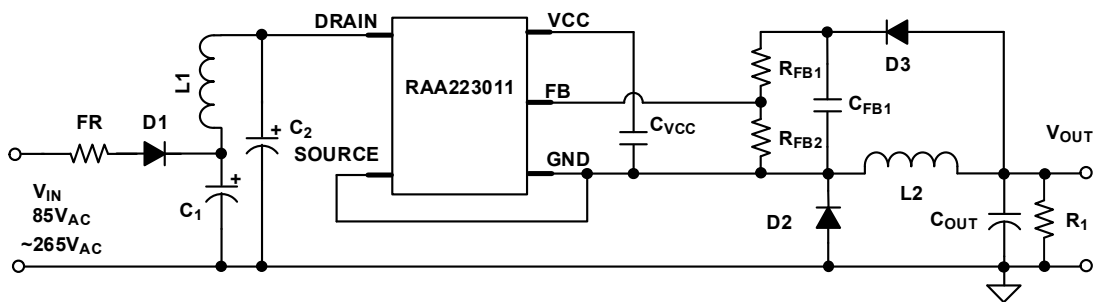 DRAIN
VCC
RAA223011
FB
GND
SOURCE
L1
FR
D1
C2
C1
VIN
85VAC
~265VAC
CVCC
RFB1
RFB2
CFB1
D3
D2
L2
VOUT
COUT
R1